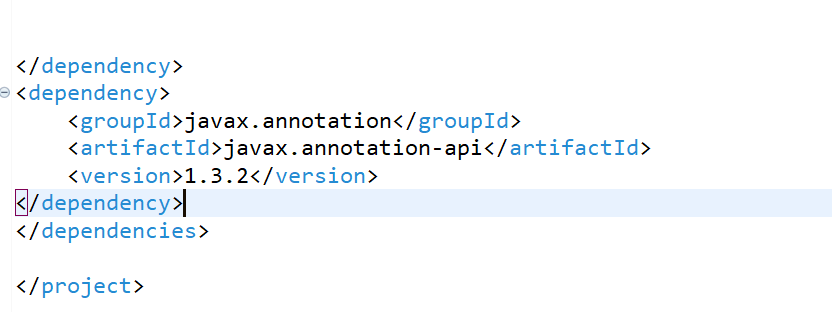 </dependency>
<dependency>
<groupId>javax.annotation</groupId>
<artifactId>javax.annotation-api</artifactId>
<version>1.3.2</version>
</dependency>
</dependencies>
</project>